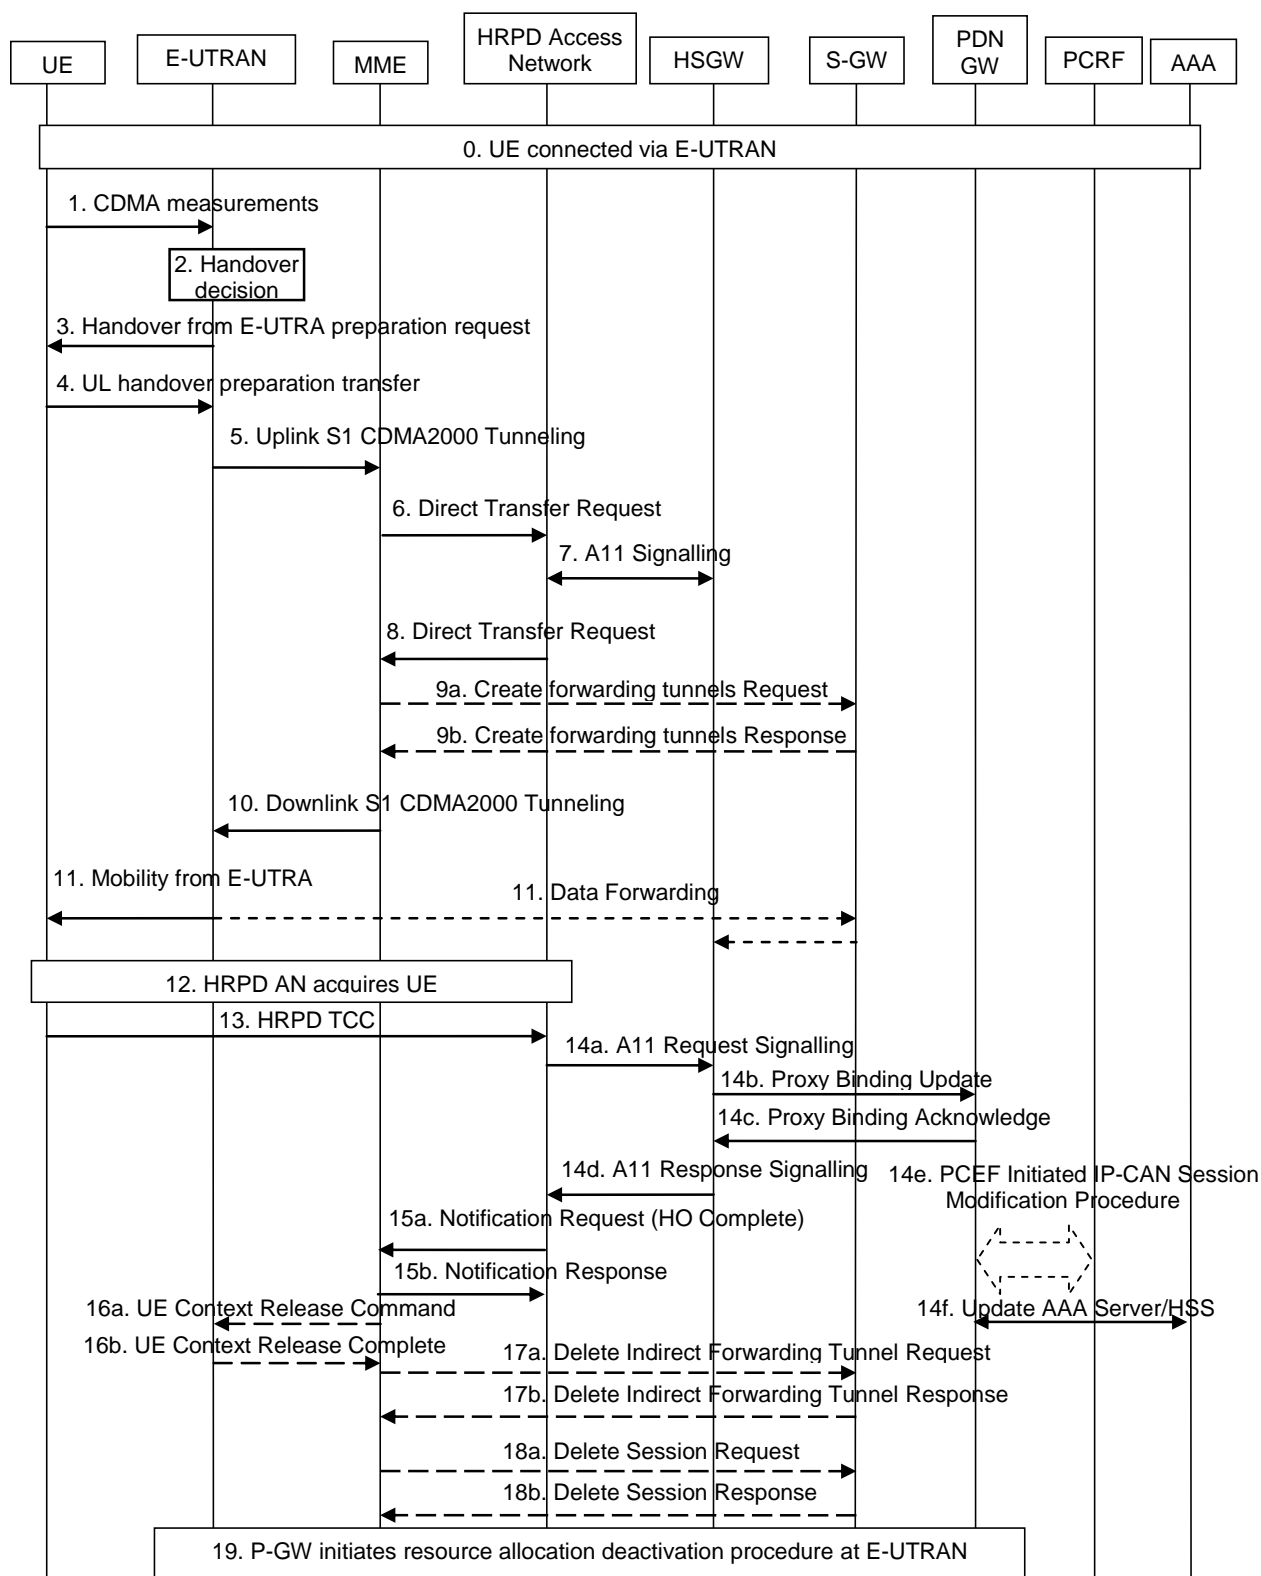 UE
E-UTRAN
MME
HRPD Access
Network
HSGW
S-GW
PDN
GW
PCRF
AAA
0. UE connected via E-UTRAN
1. CDMA measurements
2. Handover
decision
3. Handover from E-UTRA preparation request
4. UL handover preparation transfer
5. Uplink S1 CDMA2000 Tunneling
6. Direct Transfer Request
7. A11 Signalling
8. Direct Transfer Request
9a. Create forwarding tunnels Request
9b. Create forwarding tunnels Response
10. Downlink S1 CDMA2000 Tunneling
11. Mobility from E-UTRA
11. Data Forwarding
12. HRPD AN acquires UE
13. HRPD TCC
14a. A11 Request Signalling
14b. Proxy Binding Update
14c. Proxy Binding Acknowledge
14d. A11 Response Signalling
14e. PCEF Initiated IP-CAN Session
Modification Procedure
15a. Notification Request (HO Complete)
15b. Notification Response
14f. Update AAA Server/HSS
16a. UE Context Release Command
16b. UE Context Release Complete
17a. Delete Indirect Forwarding Tunnel Request
17b. Delete Indirect Forwarding Tunnel Response
18a. Delete Session Request
18b. Delete Session Response
19. P-GW initiates resource allocation deactivation procedure at E-UTRAN